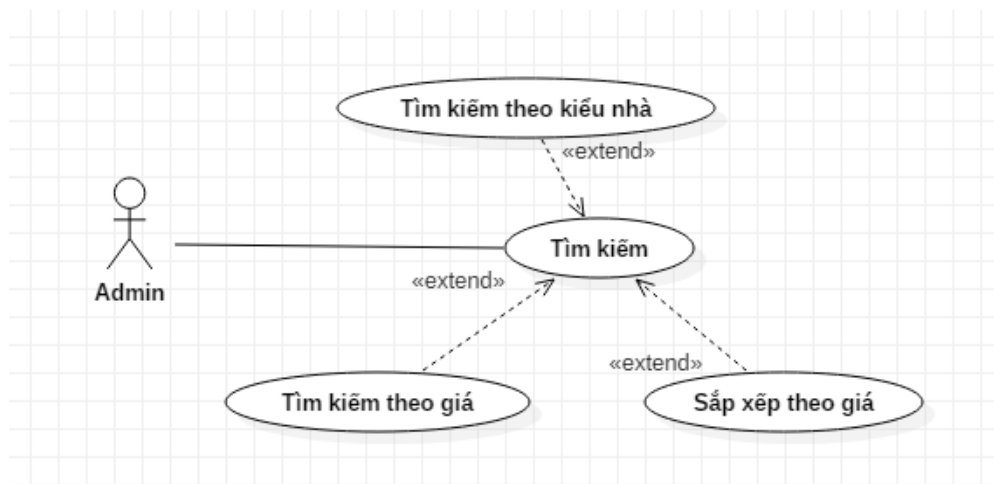 Tìm kiếm theo kiểu nhà
«extend»
Tìm kiếm
«extend»
Admin
«extend»
Tìm kiếm theo giá
Sắp xếp theo giá